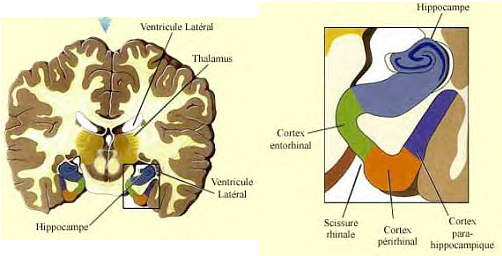 Ventricule Latéral
Thalamus
Ventricule
Latéral
Hippocampe
Hippocampe
Cortex
entorhinal
Scissure
rhinale
Cortex
périrhinal
Cortex
para-
hippocampique